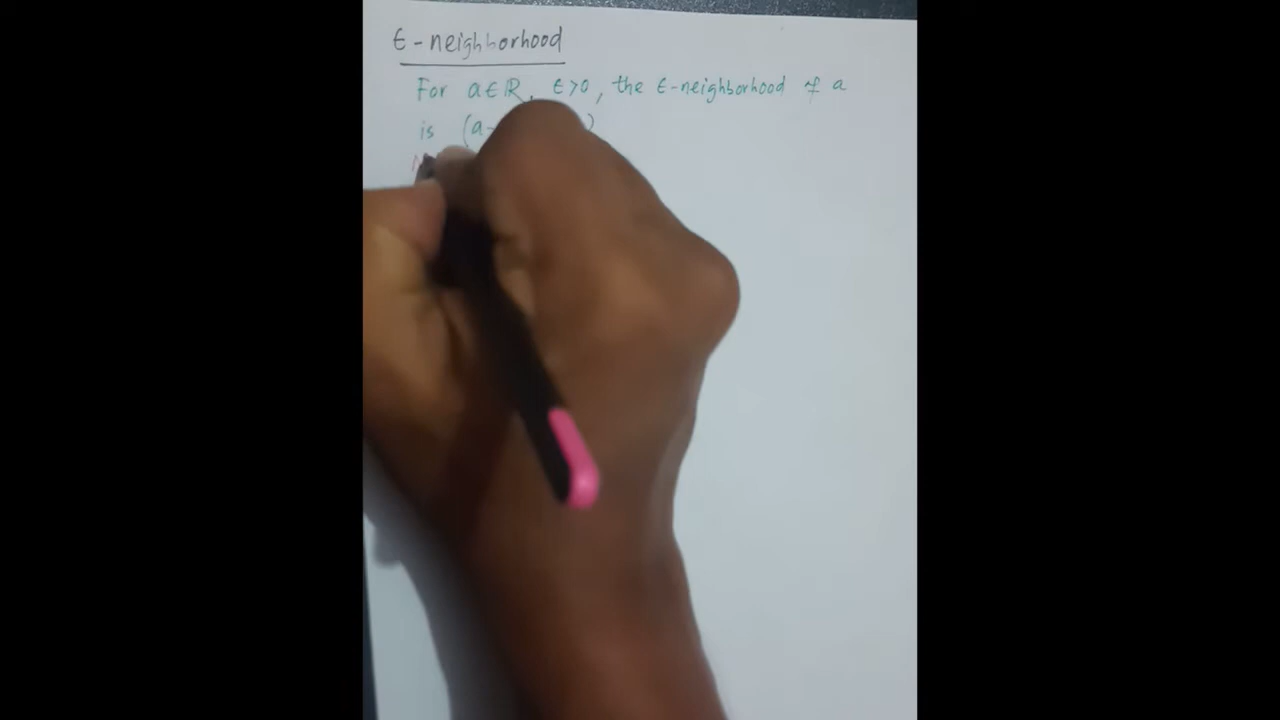 ε-neighborhood
For a ∈ ℝ, ε > 0, the ε-neighborhood of a
is (a- )